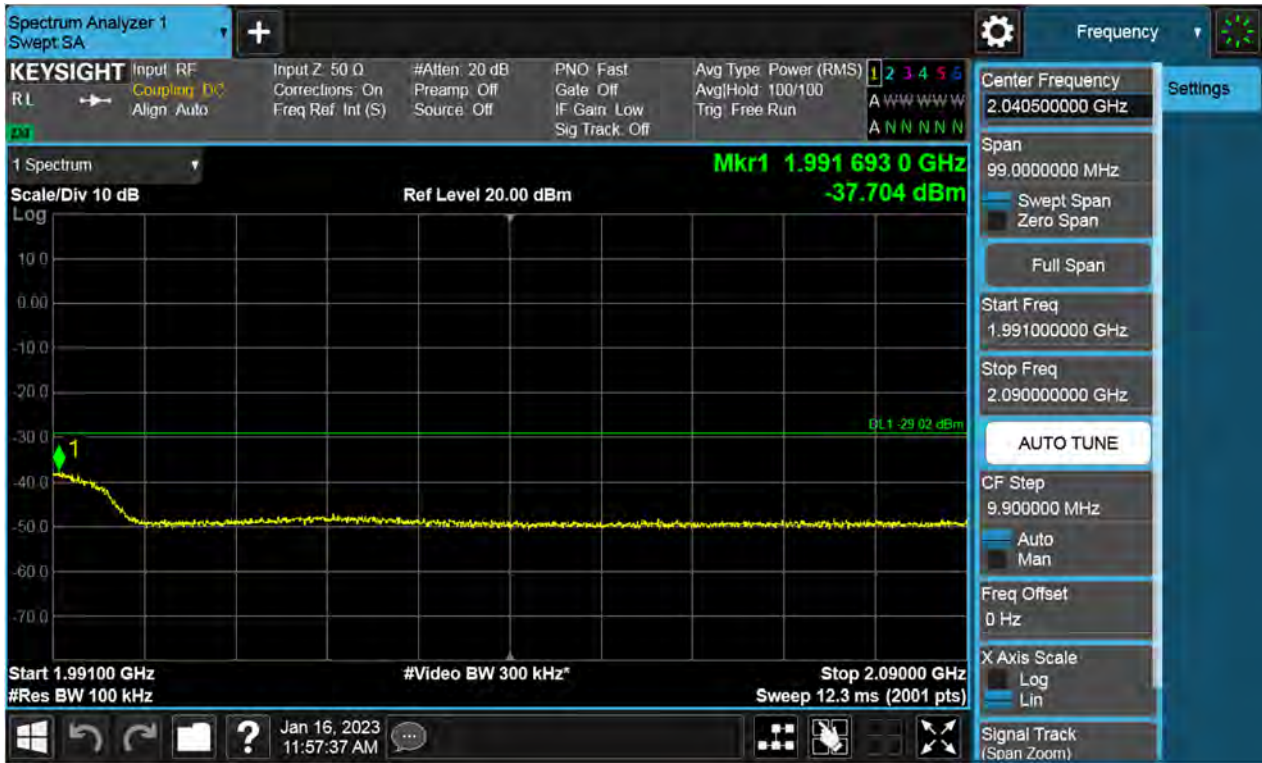 Spectrum Analyzer 1
Swept SA
+
Frequency
KEYSIGHT
RL
Input: RF
Coupling: DC
Align: Auto
Input Z: 50 Ω
Corrections: On
Freq Ref: Int (S)
#Atten: 20 dB
Preamp: Off
Source: Off
PNO: Fast
Gate: Off
IF Gain: Low
Sig Track: Off
Avg Type: Power (RMS)
Avg|Hold: 100/100
Trig: Free Run
1 2 3 4 5 6
A W W W W W
A N N N N N
1 Spectrum
Scale/Div 10 dB
Ref Level 20.00 dBm
Mkr1 1.991 693 0 GHz
-37.704 dBm
Log
10.0
0.00
-10.0
-20.0
-30.0
-40.0
-50.0
-60.0
-70.0
DL1 -29.02 dBm
1
Start 1.99100 GHz
#Res BW 100 kHz
#Video BW 300 kHz*
Stop 2.09000 GHz
Sweep 12.3 ms (2001 pts)
Center Frequency
2.040500000 GHz
Settings
Span
99.0000000 MHz
Swept Span
Zero Span
Full Span
Start Freq
1.991000000 GHz
Stop Freq
2.090000000 GHz
AUTO TUNE
CF Step
9.900000 MHz
Auto
Man
Freq Offset
0 Hz
X Axis Scale
Log
Lin
Signal Track
(Span Zoom)
?
Jan 16, 2023
11:57:37 AM